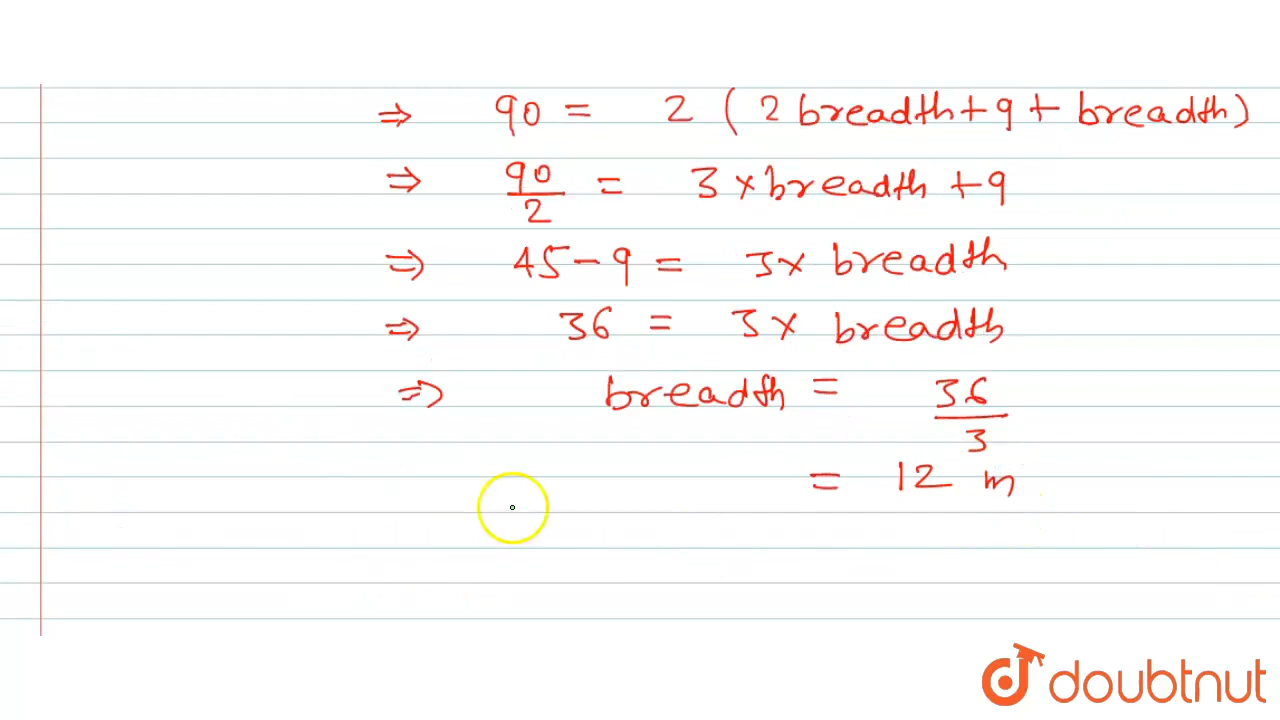 ⇒ 90 = 2 (2 breadth + 9 + breadth)
⇒ 90/2 = 3 × breadth + 9
⇒ 45 - 9 = 3 × breadth
⇒ 36 = 3 × breadth
⇒ breadth = 36/3
= 12 m
doubtnut